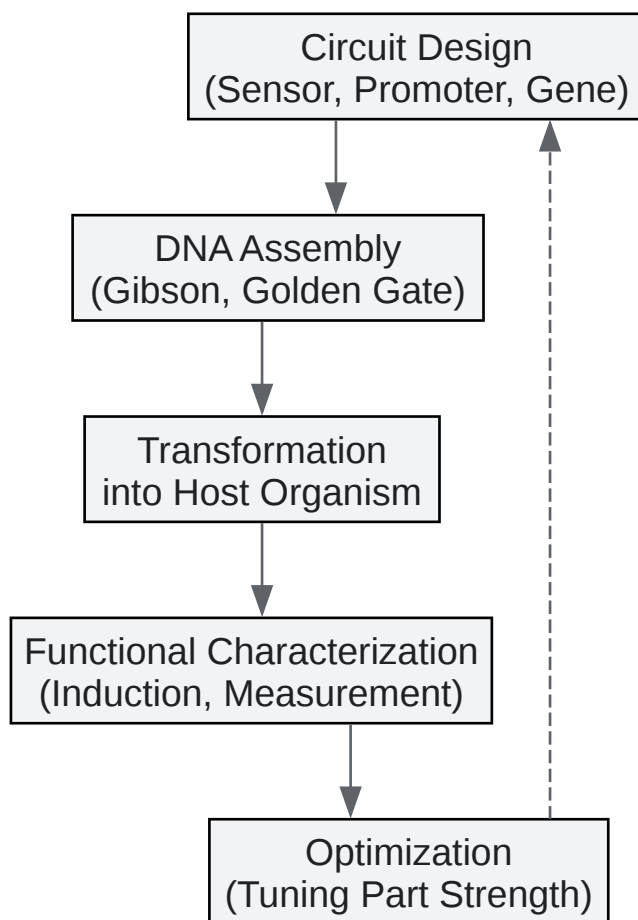 Circuit Design
(Sensor, Promoter, Gene)
DNA Assembly
(Gibson, Golden Gate)
Transformation
into Host Organism
Functional Characterization
(Induction, Measurement)
Optimization
(Tuning Part Strength)